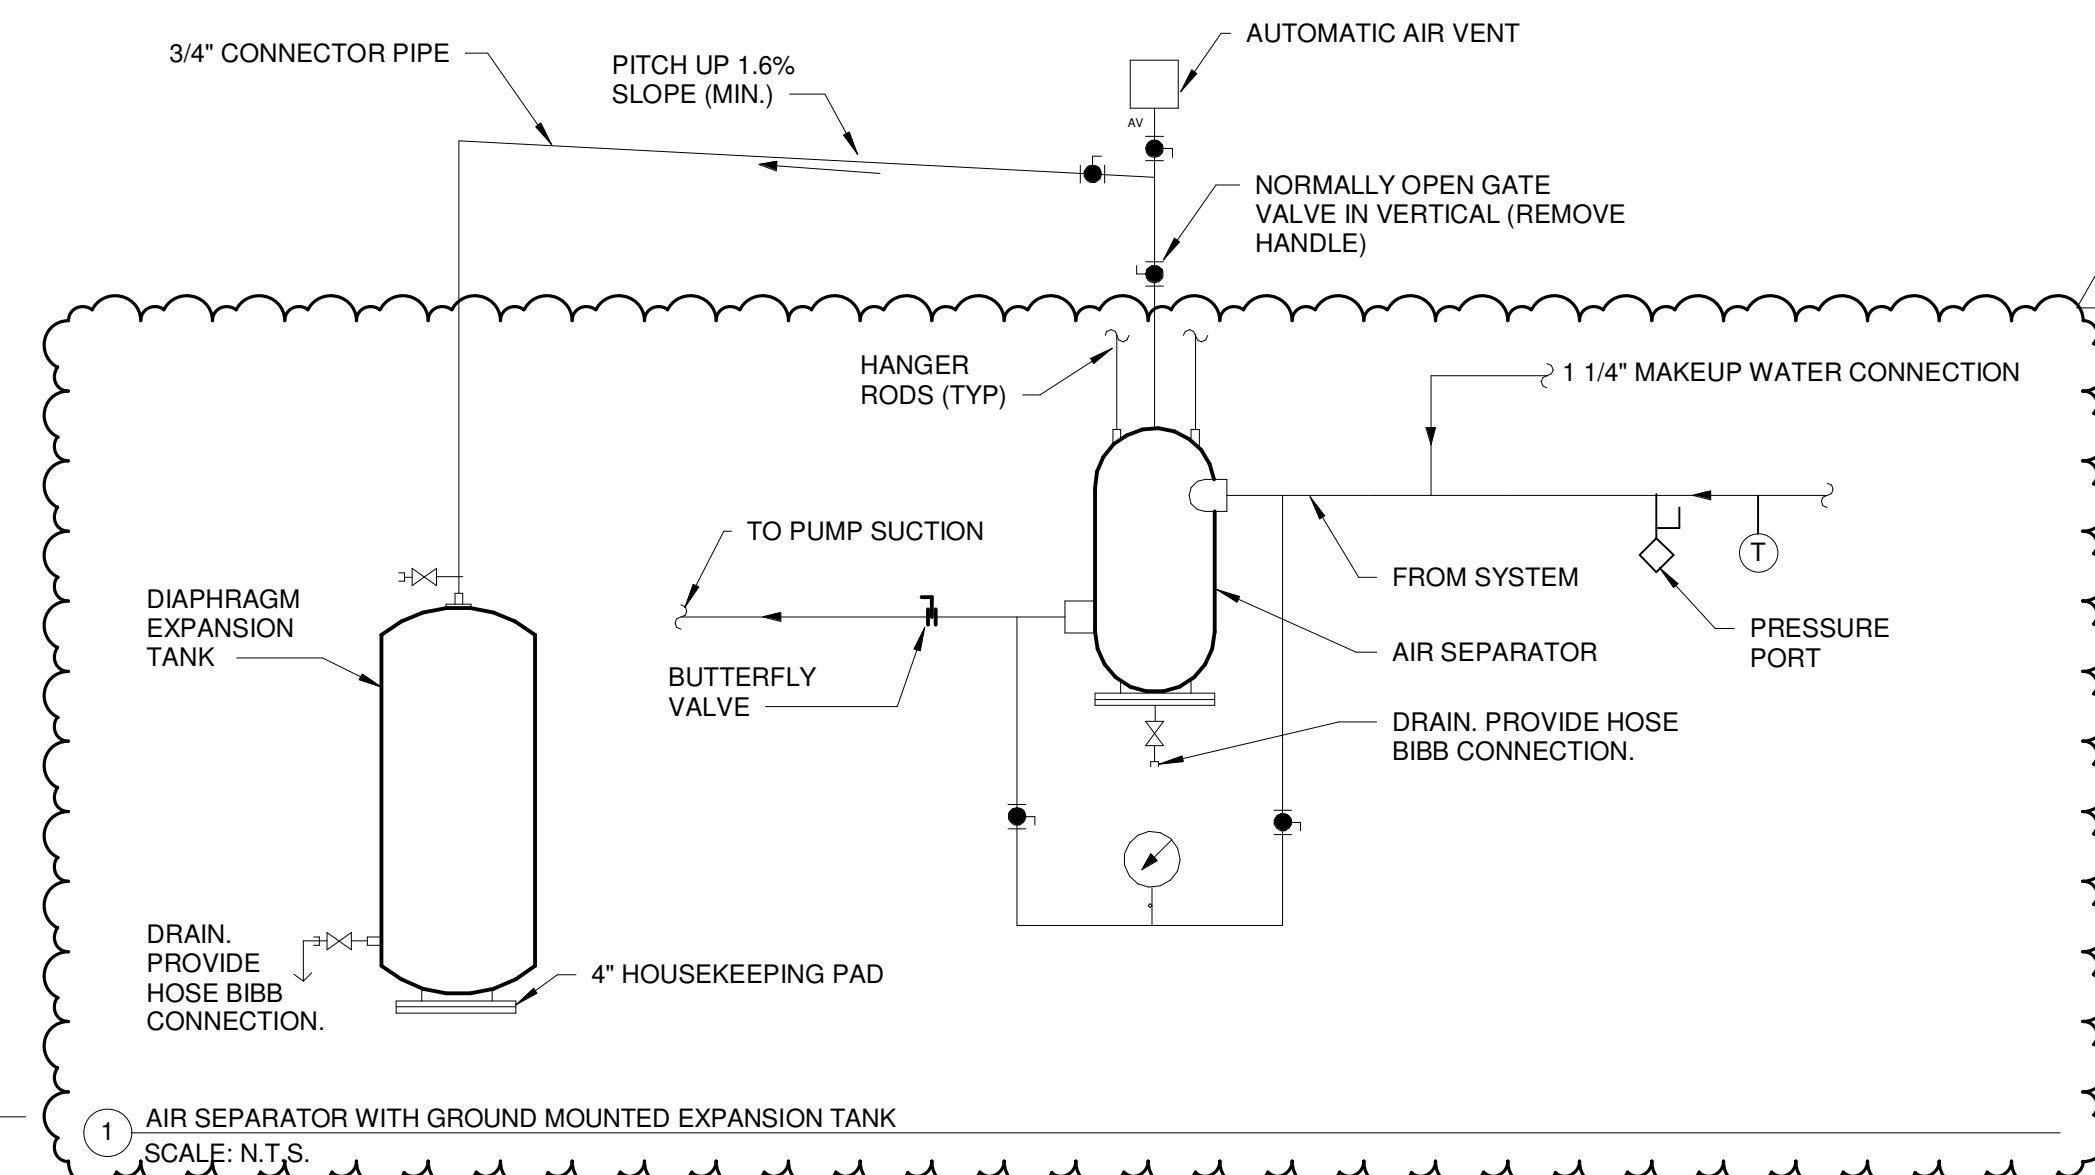 3/4" CONNECTOR PIPE
PITCH UP 1.6%
SLOPE (MIN.)
AUTOMATIC AIR VENT
AV
NORMALLY OPEN GATE
VALVE IN VERTICAL (REMOVE
HANDLE)
HANGER
RODS (TYP)
1 1/4" MAKEUP WATER CONNECTION
TO PUMP SUCTION
FROM SYSTEM
T
DIAPHRAGM
EXPANSION
TANK
PRESSURE
PORT
AIR SEPARATOR
BUTTERFLY
VALVE
DRAIN. PROVIDE HOSE
BIBB CONNECTION.
DRAIN.
PROVIDE
HOSE BIBB
CONNECTION.
4" HOUSEKEEPING PAD
1
AIR SEPARATOR WITH GROUND MOUNTED EXPANSION TANK
SCALE: N.T.S.